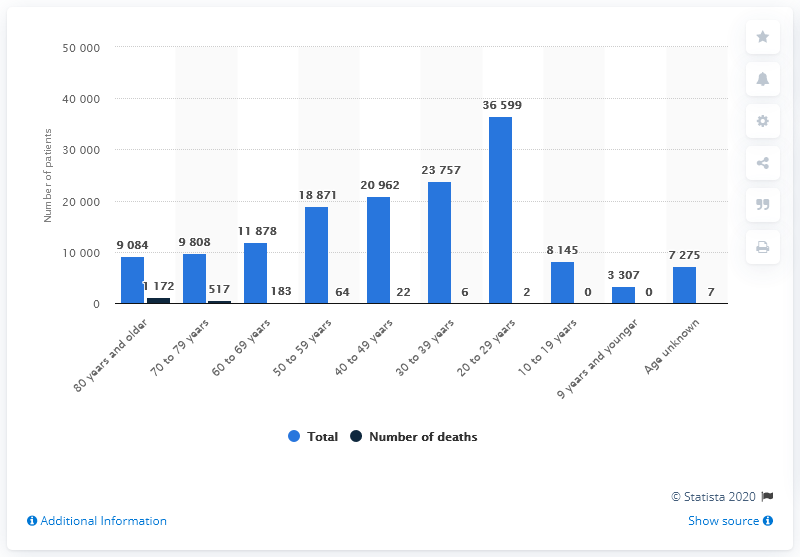 50 000
40 000
30 000
20 000
10 000
0
Number of patients
9 084
1 172
9 808
517
11 878
183
18 871
64
20 962
22
23 757
6
36 599
2
8 145
0
3 307
0
7 275
7
80 years and older
70 to 79 years
60 to 69 years
50 to 59 years
40 to 49 years
30 to 39 years
20 to 29 years
10 to 19 years
9 years and younger
Age unknown
Total Number of deaths
© Statista 2020
Additional Information Show source